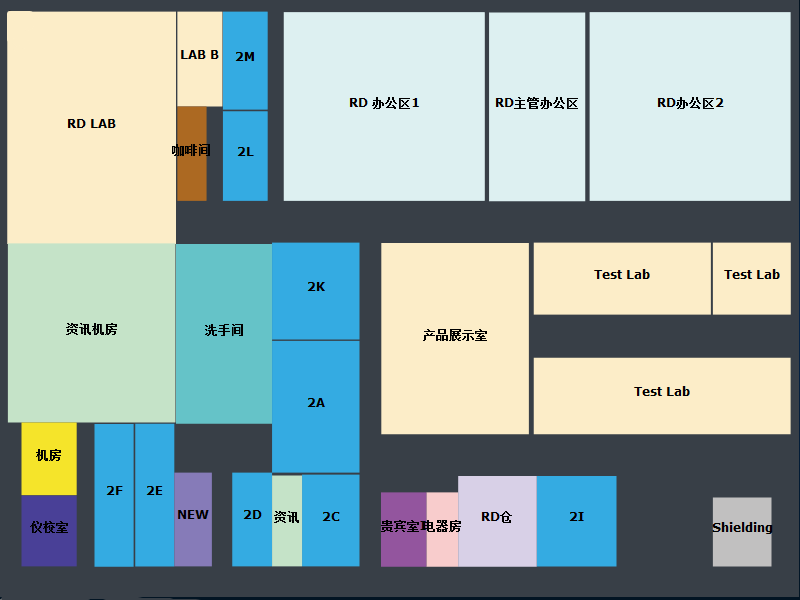 RD LAB
LAB B
2M
RD 办公区1
RD主管办公区
RD办公区2
咖啡间
2L
资讯机房
洗手间
2K
产品展示室
Test Lab
Test Lab
2A
Test Lab
机房
2F
2E
仪校室
NEW
2D
资讯
2C
贵宾室
电器房
RD仓
2I
Shielding